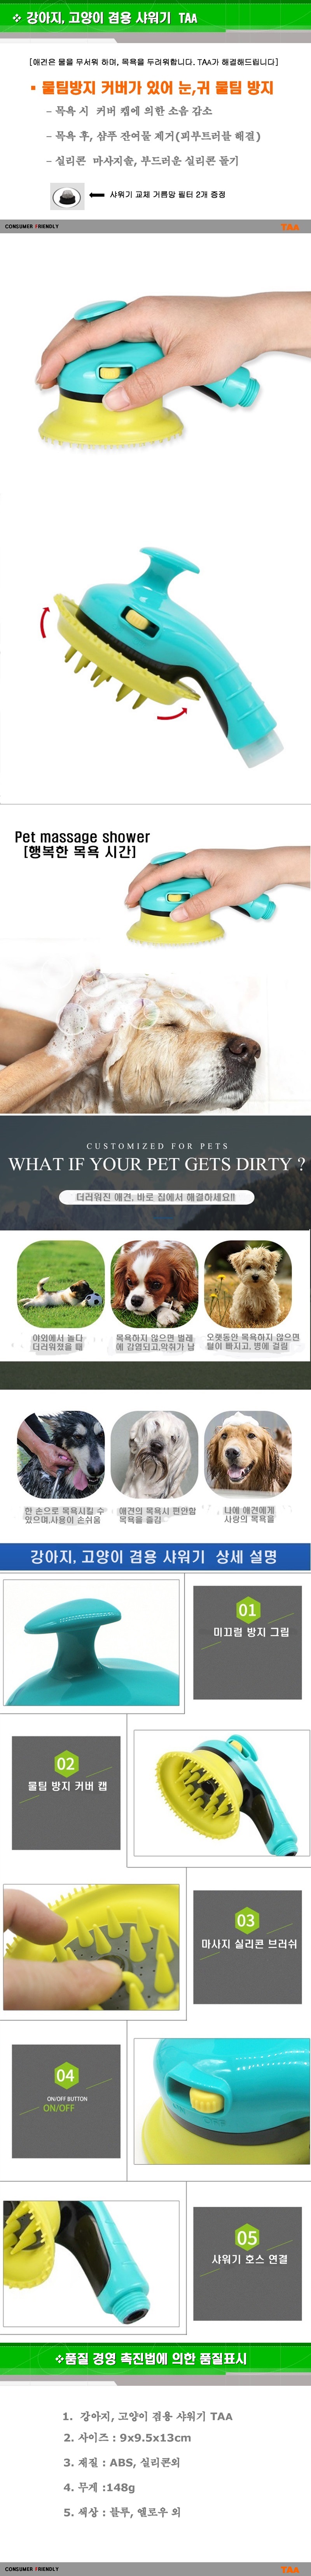 ❖ 강아지, 고양이 겸용 샤워기 TAA
[애견은 물을 무서워 하며, 목욕을 두려워합니다. TAA가 해결해드립니다]
▪ 물튐방지 커버가 있어 눈,귀 물튐 방지
– 목욕 시 커버 캡에 의한 소음 감소
– 목욕 후, 샴푸 잔여물 제거(피부트러블 해결)
– 실리콘 마사지솔, 부드러운 실리콘 돌기
샤워기 교체 거름망 필터 2개 증정
CONSUMER FRIENDLY TAA
Pet massage shower
[행복한 목욕 시간]
CUSTOMIZED FOR PETS
WHAT IF YOUR PET GETS DIRTY ?
더러워진 애견, 바로 집에서 해결하세요!!
야외에서 놀다
더러워졌을 때
목욕하지 않으면 벌레
에 감염되고,악취가 남
오랫동안 목욕하지 않으면
털이 빠지고, 병에 걸림
한 손으로 목욕시킬 수
있으며,사용이 손쉬움
애견의 목욕시 편안함
목욕을 즐김
나에 애견에게
사랑의 목욕을
강아지, 고양이 겸용 샤워기 상세 설명
01
미끄럼 방지 그립
02
물튐 방지 커버 캡
03
마사지 실리콘 브러쉬
04
ON/OFF BUTTON
ON/OFF
05
샤워기 호스 연결
❖품질 경영 촉진법에 의한 품질표시
1. 강아지, 고양이 겸용 샤워기 TAA
2. 사이즈 : 9x9.5x13cm
3. 재질 : ABS, 실리콘외
4. 무게 :148g
5. 색상 : 블루, 옐로우 외
CONSUMER FRIENDLY TAA